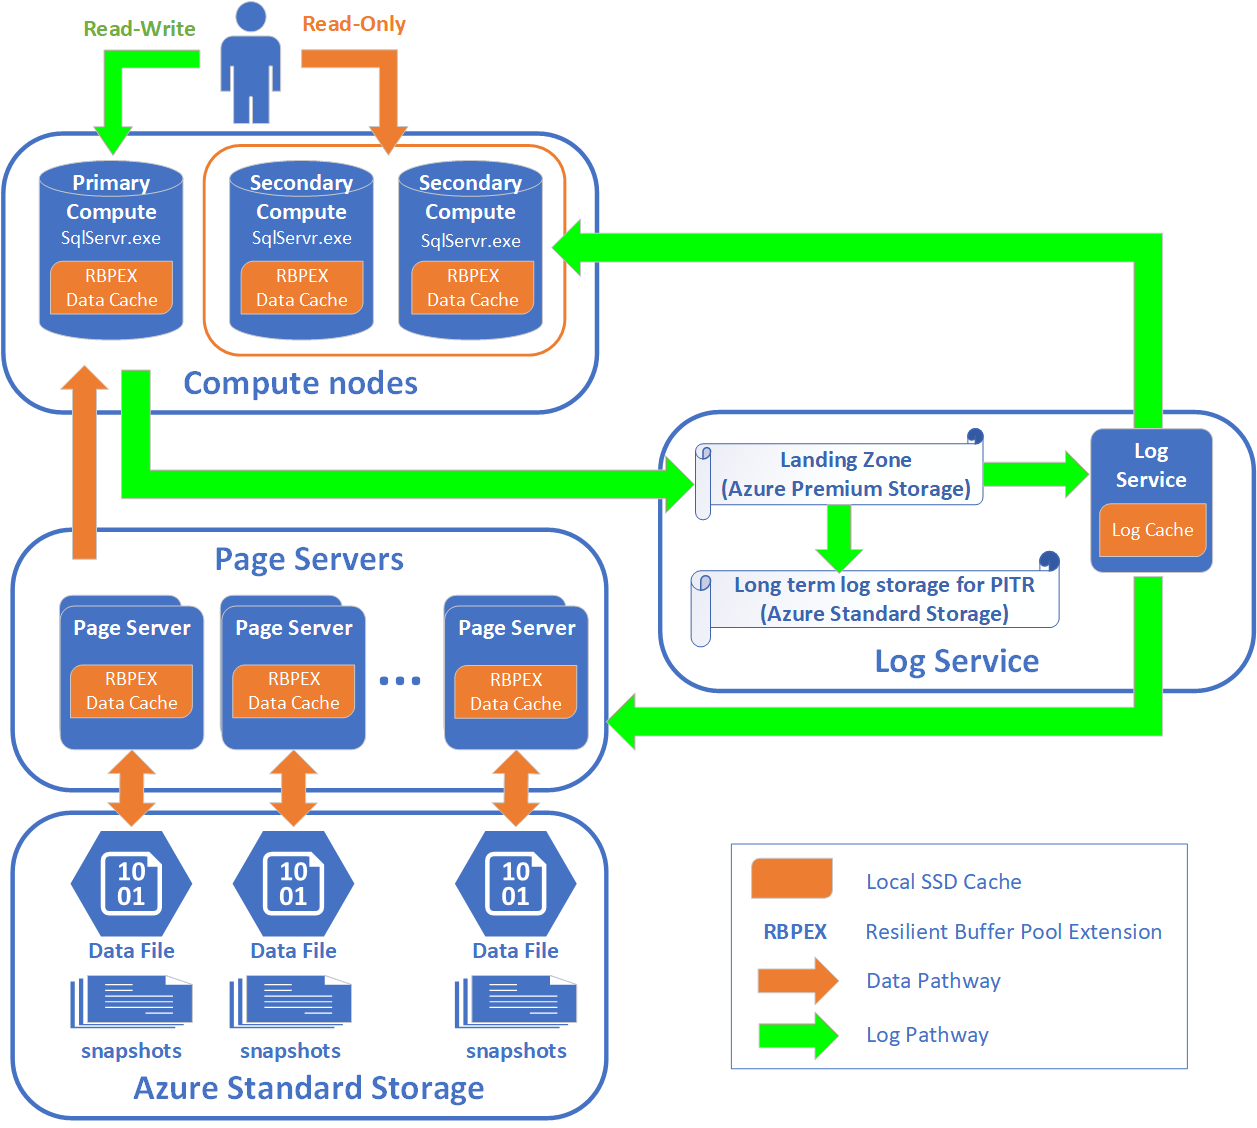 Read-Write
Read-Only
Primary
Compute
SqlServr.exe
RBPEX
Data Cache
Secondary
Compute
SqlServr.exe
RBPEX
Data Cache
Secondary
Compute
SqlServr.exe
RBPEX
Data Cache
Compute nodes
Landing Zone
(Azure Premium Storage)
Log
Service
Log Cache
Long term log storage for PITR
(Azure Standard Storage)
Log Service
Page Servers
Page Server
RBPEX
Data Cache
Page Server
RBPEX
Data Cache
...
Page Server
RBPEX
Data Cache
10
01
Data File
snapshots
10
01
Data File
snapshots
10
01
Data File
snapshots
Azure Standard Storage
Local SSD Cache
RBPEX Resilient Buffer Pool Extension
Data Pathway
Log Pathway